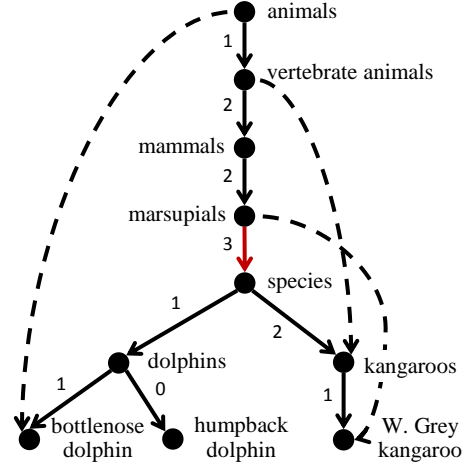 animals
1
vertebrate animals
2
mammals
2
marsupials
3
species
1
2
dolphins
kangaroos
1
0
1
bottlenose
dolphin
humpback
dolphin
W. Grey
kangaroo